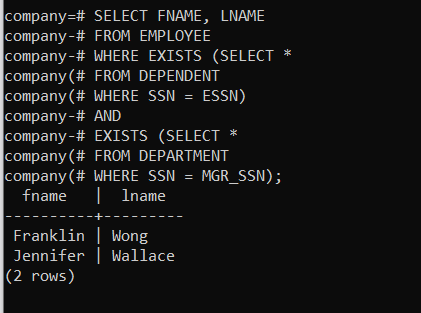 company=# SELECT FNAME, LNAME
company-# FROM EMPLOYEE
company-# WHERE EXISTS (SELECT *
company(# FROM DEPENDENT
company(# WHERE SSN = ESSN)
company-# AND
company-# EXISTS (SELECT *
company(# FROM DEPARTMENT
company(# WHERE SSN = MGR_SSN);
  fname   |  lname
----------+---------
 Franklin | Wong
 Jennifer | Wallace
(2 rows)